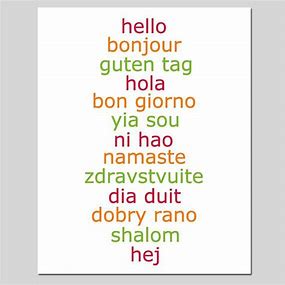 hello
bonjour
guten tag
hola
bon giorno
yia sou
ni hao
namaste
zdravstvuite
dia duit
dobry rano
shalom
hej